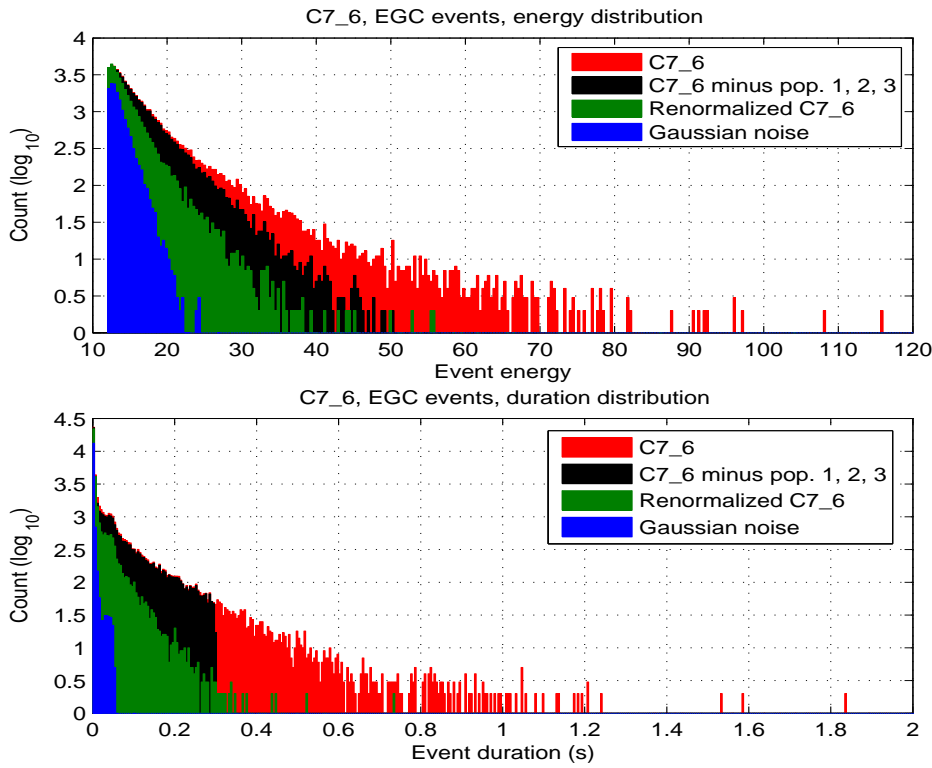 C7_6, EGC events, energy distribution
Count (log10)
4
3.5
3
2.5
2
1.5
1
0.5
0
C7_6
C7_6 minus pop. 1, 2, 3
Renormalized C7_6
Gaussian noise
10 20 30 40 50 60 70 80 90 100 110 120
Event energy
C7_6, EGC events, duration distribution
Count (log10)
4.5
4
3.5
3
2.5
2
1.5
1
0.5
0
C7_6
C7_6 minus pop. 1, 2, 3
Renormalized C7_6
Gaussian noise
0 0.2 0.4 0.6 0.8 1 1.2 1.4 1.6 1.8 2
Event duration (s)